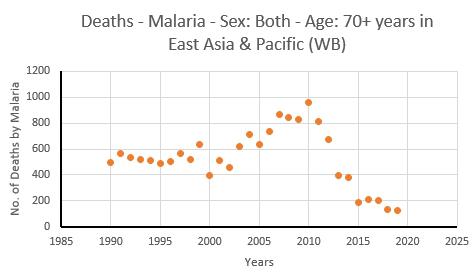 Deaths - Malaria - Sex: Both - Age: 70+ years in
East Asia & Pacific (WB)
1200
1000
800
600
400
200
0
1985 1990 1995 2000 2005 2010 2015 2020 2025
No. of Deaths by Malaria
Years